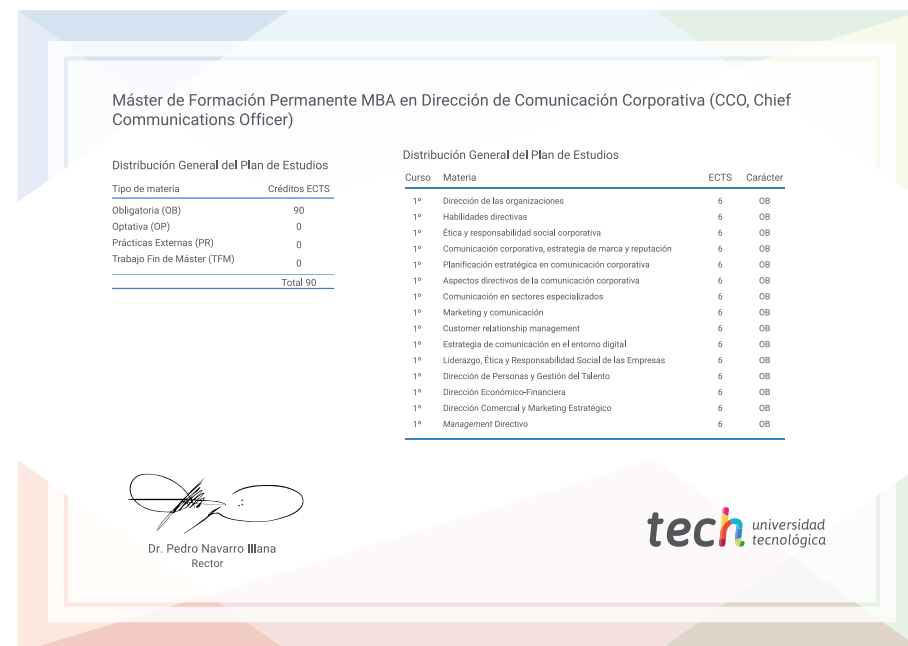 Máster de Formación Permanente MBA en Dirección de Comunicación Corporativa (CCO, Chief
Communications Officer)
Distribución General del Plan de Estudios
Tipo de materia Créditos ECTS
Obligatoria (OB) 90
Optativa (OP) 0
Prácticas Externas (PR) 0
Trabajo Fin de Máster (TFM) 0
Total 90
Distribución General del Plan de Estudios
Curso Materia ECTS Carácter
1º Dirección de las organizaciones 6 OB
1º Habilidades directivas 6 OB
1º Ética y responsabilidad social corporativa 6 OB
1º Comunicación corporativa, estrategia de marca y reputación 6 OB
1º Planificación estratégica en comunicación corporativa 6 OB
1º Aspectos directivos de la comunicación corporativa 6 OB
1º Comunicación en sectores especializados 6 OB
1º Marketing y comunicación 6 OB
1º Customer relationship management 6 OB
1º Estrategia de comunicación en el entorno digital 6 OB
1º Liderazgo, Ética y Responsabilidad Social de las Empresas 6 OB
1º Dirección de Personas y Gestión del Talento 6 OB
1º Dirección Económico-Financiera 6 OB
1º Dirección Comercial y Marketing Estratégico 6 OB
1º Management Directivo 6 OB
Dr. Pedro Navarro Illana
Rector
tech universidad
tecnológica